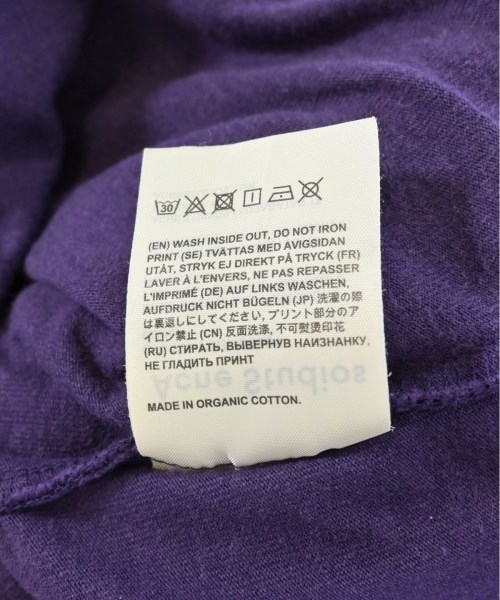 30
(EN) WASH INSIDE OUT, DO NOT IRON
PRINT (SE) TVÄTTAS MED AVIGSIDAN
UTÅT, STRYK EJ DIREKT PÅ TRYCK (FR)
LAVER À L'ENVERS, NE PAS REPASSER
L'IMPRIMÉ (DE) AUF LINKS WASCHEN,
AUFDRUCK NICHT BÜGELN (JP) 洗濯の際
は裏返しにしてください, プリント部分のア
イロン禁止 (CN) 反面洗涤, 不可熨烫印花
(RU) СТИРАТЬ, ВЫВЕРНУВ НАИЗНАНКУ,
НЕ ГЛАДИТЬ ПРИНТ
Acne Studios
MADE IN ORGANIC COTTON.